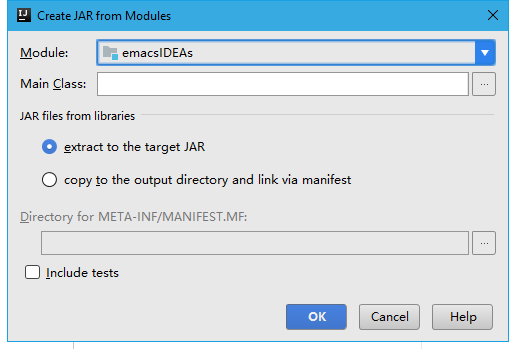 Create JAR from Modules
Module: emacsIDEAs
Main Class: ...
JAR files from libraries
extract to the target JAR
copy to the output directory and link via manifest
Directory for META-INF/MANIFEST.MF:
...
Include tests
OK Cancel Help